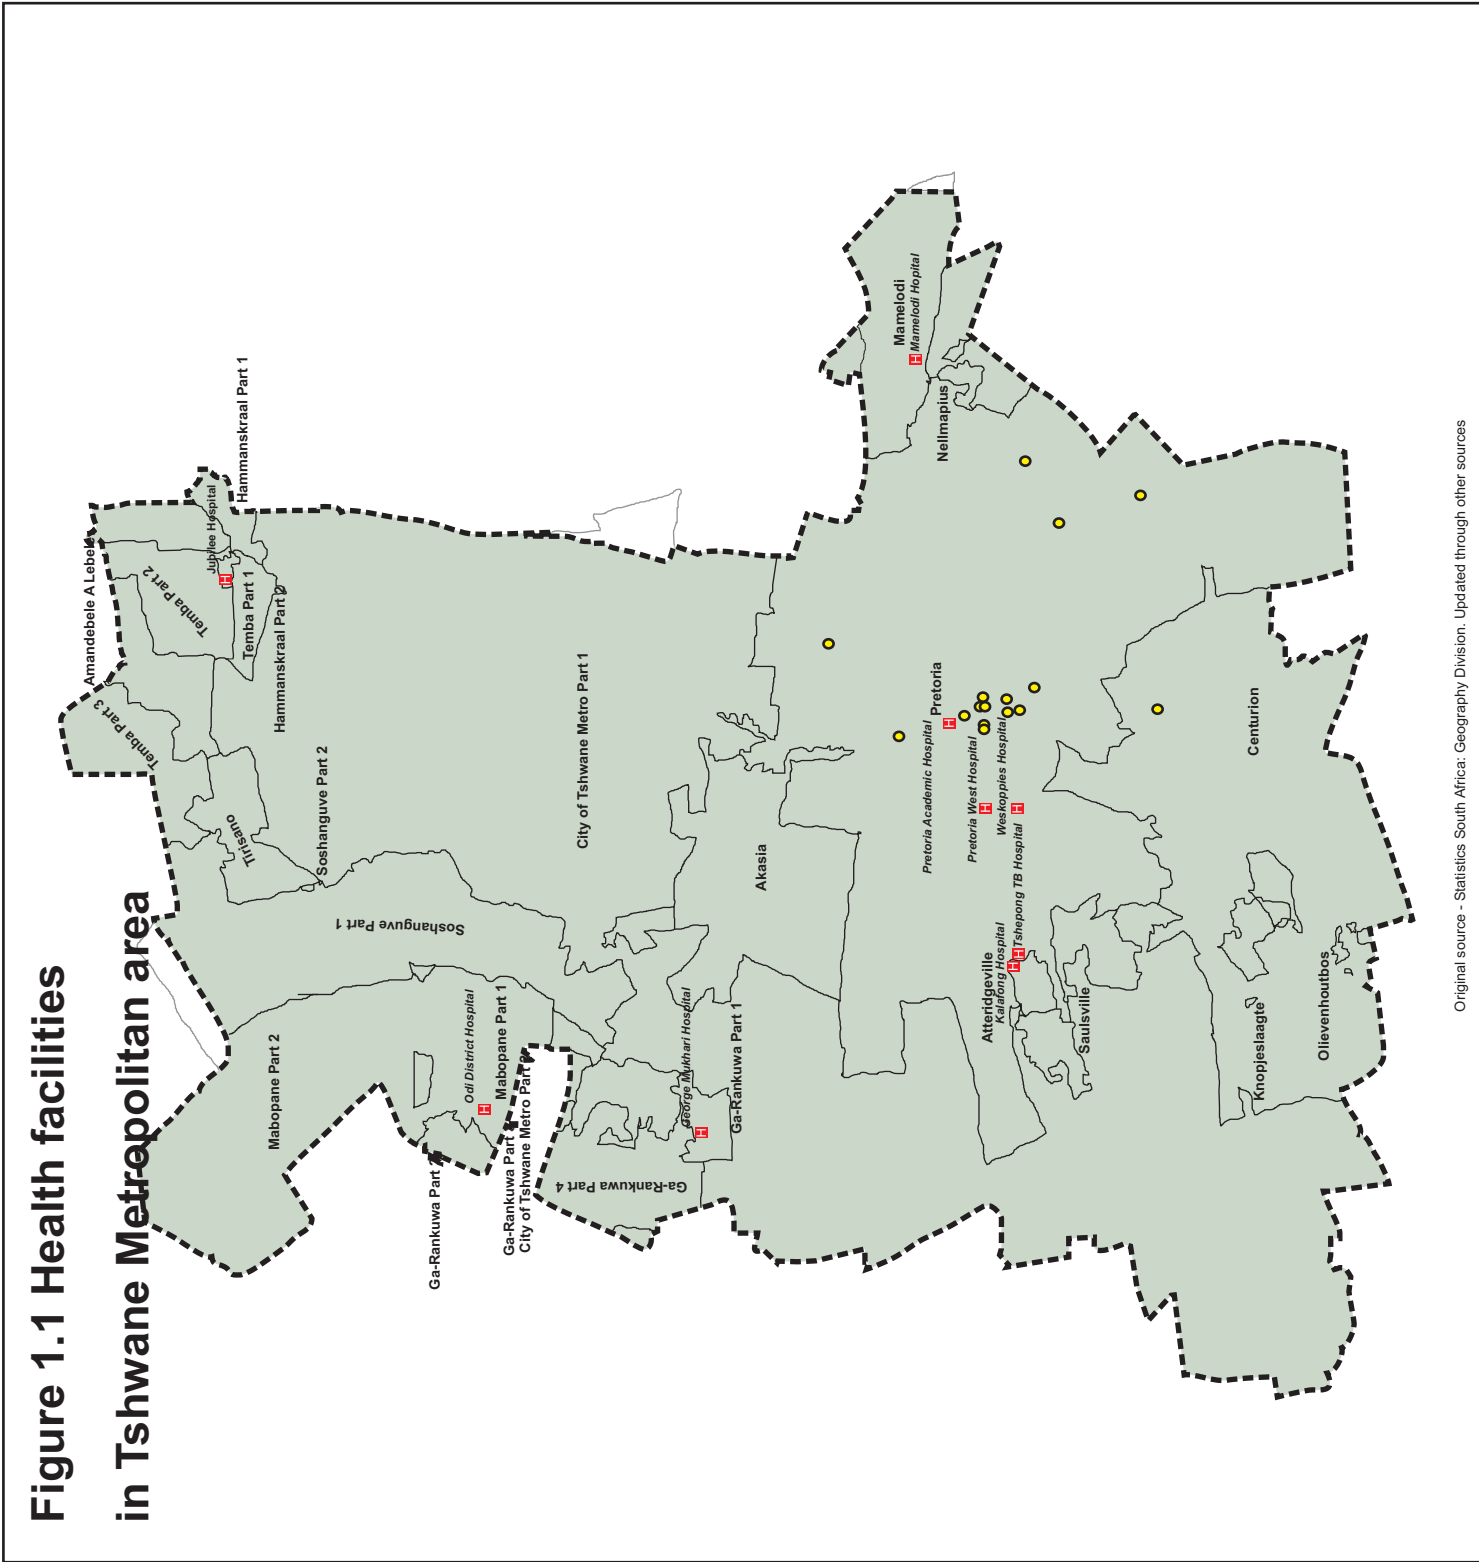 Figure 1.1 Health facilities
in Tshwane Metropolitan area
Amandebele A Lebele
Hammanskraal Part 1
Jubilee Hospital
Temba Part 2
Temba Part 1
Hammanskraal Part 2
Temba Part 3
Tirisano
Soshanguve Part 2
Soshanguve Part 1
City of Tshwane Metro Part 1
Mabopane Part 2
Odi District Hospital
Mabopane Part 1
Ga-Rankuwa Part
Ga-Rankuwa Part
City of Tshwane Metro Part
Ga-Rankuwa Part 4
George Mukhari Hospital
Ga-Rankuwa Part 1
Akasia
Mamelodi
Mamelodi Hopital
Nellmapius
Pretoria
Pretoria Academic Hospital
Pretoria West Hospital
Weskoppies Hospital
Tshepong TB Hospital
Atteridgeville
Kalafong Hospital
Saulsville
Centurion
Knopjeslaagte
Olievenhoutbos
H
H
H
H
H
H
H
H
H
Original source - Statistics South Africa: Geography Division. Updated through other sources